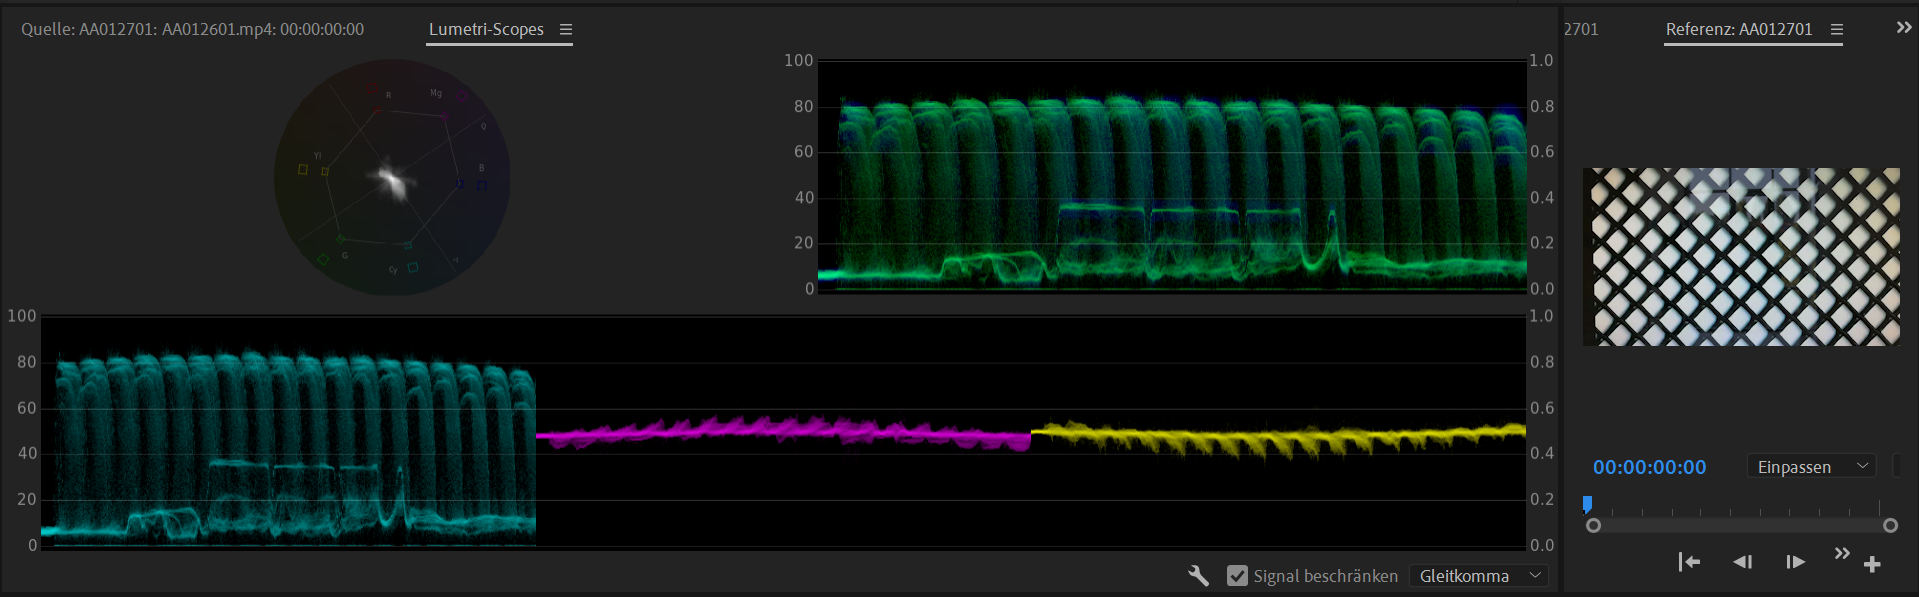 Quelle: AA012701: AA012601.mp4: 00:00:00:00
Lumetri-Scopes
2701
Referenz: AA012701
R
Mg
Q
Yl
B
G
Cy
-I
100
80
60
40
20
0
1.0
0.8
0.6
0.4
0.2
0.0
100
80
60
40
20
0
1.0
0.8
0.6
0.4
0.2
0.0
00:00:00:00
Einpassen
Signal beschränken
Gleitkomma